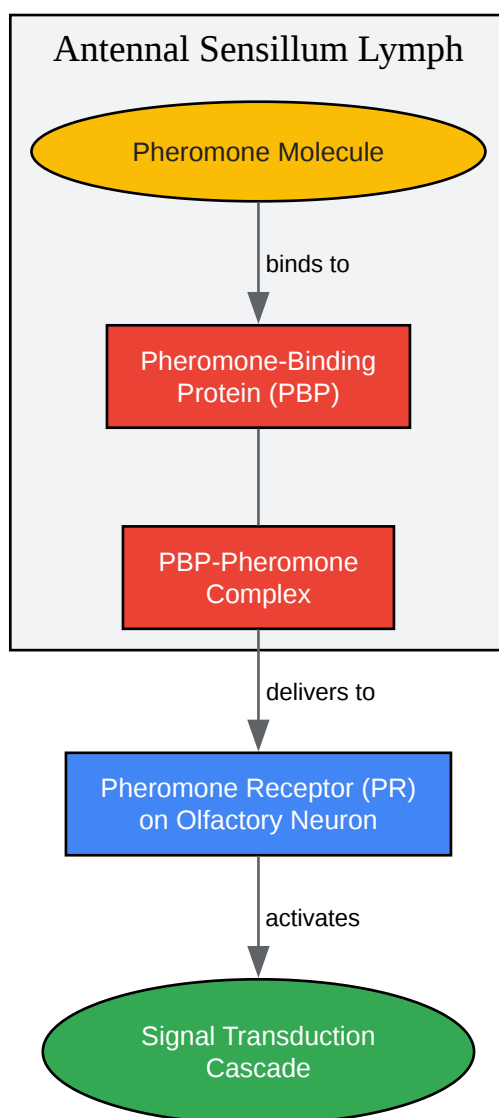 Antennal Sensillum Lymph
Pheromone Molecule
binds to
Pheromone-Binding
Protein (PBP)
PBP-Pheromone
Complex
delivers to
Pheromone Receptor (PR)
on Olfactory Neuron
activates
Signal Transduction
Cascade